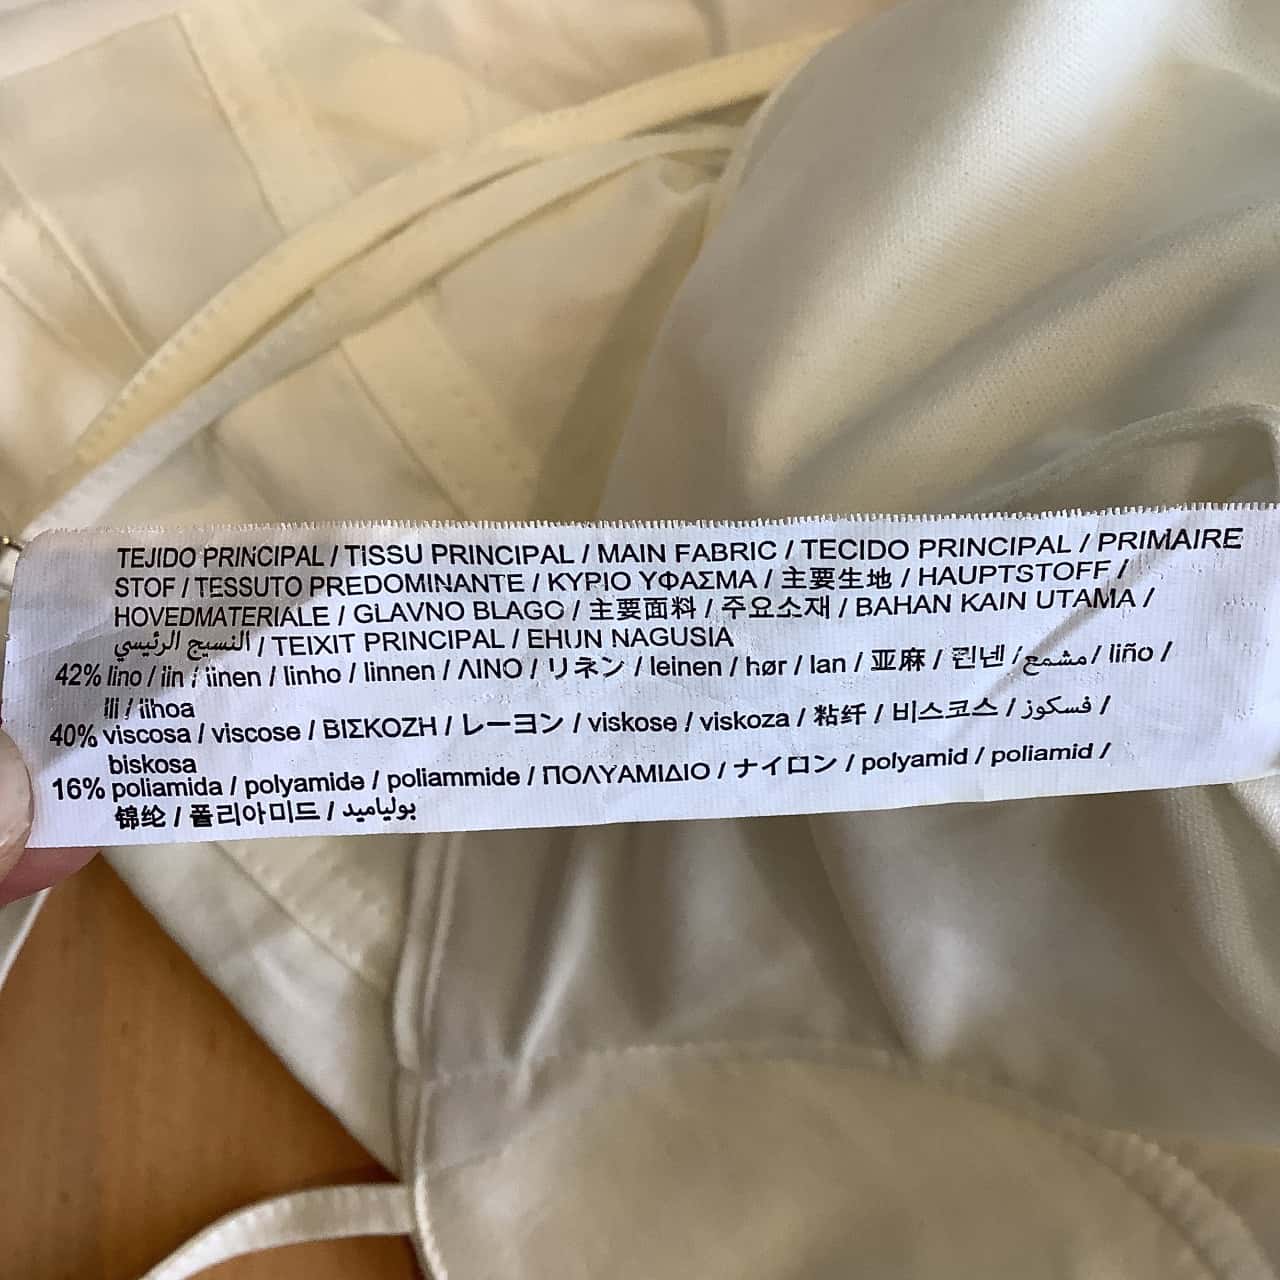 TEJIDO PRINCIPAL / TISSU PRINCIPAL / MAIN FABRIC / TECIDO PRINCIPAL / PRIMAIRE
STOF / TESSUTO PREDOMINANTE / ΚΥΡΙΟ ΥΦΑΣΜΑ / 主要生地 / HAUPTSTOFF /
HOVEDMATERIALE / GLAVNO BLAGO / 主要面料 / 주요소재 / BAHAN KAIN UTAMA /
النسيج الرئيسي / TEIXIT PRINCIPAL / EHUN NAGUSIA
42% lino / lin / linen / linho / linnen / ΛΙΝΟ / リネン / leinen / hør / lan / 亚麻 / 린넨 / مشمع / liño /
lli / lihoa
40% viscosa / viscose / ΒΙΣΚΟΖΗ / レーヨン / viskose / viskoza / 粘纤 / 비스코스 / فسكوز /
biskosa
16% poliamida / polyamide / poliammide / ΠΟΛΥΑΜΙΔΙΟ / ナイロン / polyamid / poliamid /
锦纶 / 폴리아미드 / بولياميد